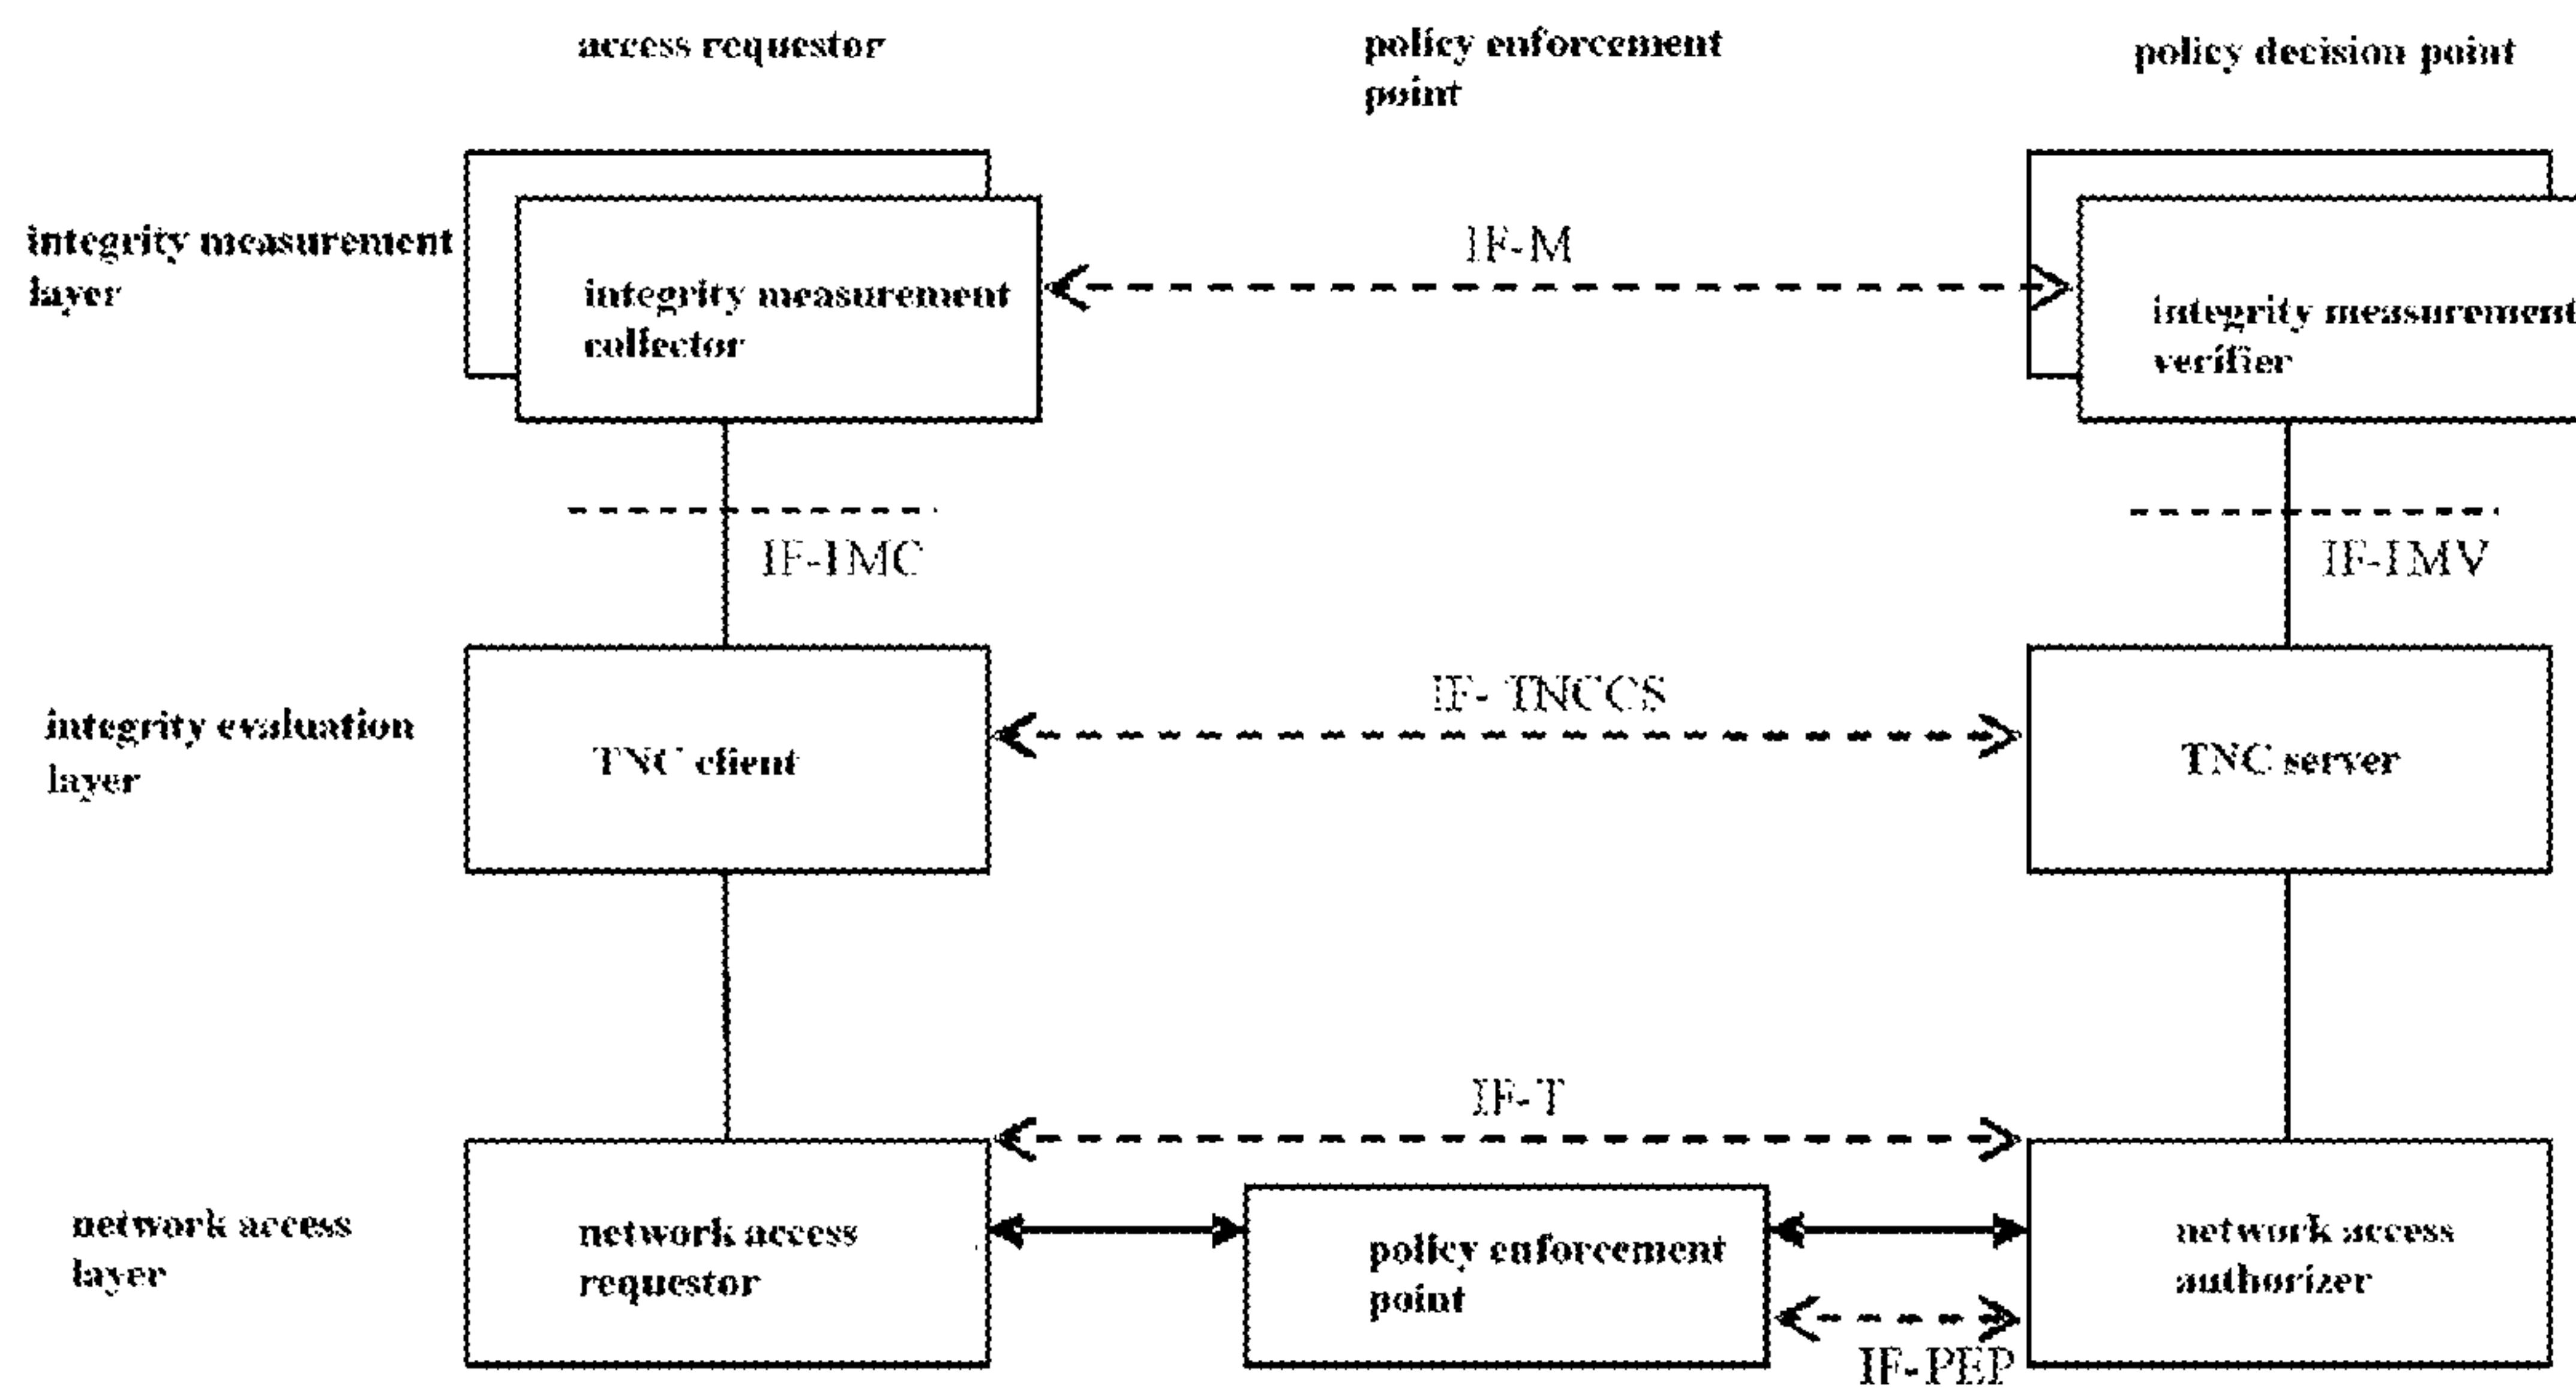 access requestor
policy enforcement
point
policy decision point
integrity measurement
layer
integrity measurement
collector
IF-M
integrity measurement
verifier
IF-IMC
IF-IMV
integrity evaluation
layer
TNC client
IF- TNCCS
TNC server
network access
layer
network access
requestor
IF-T
policy enforcement
point
network access
authorizer
IF-PEP